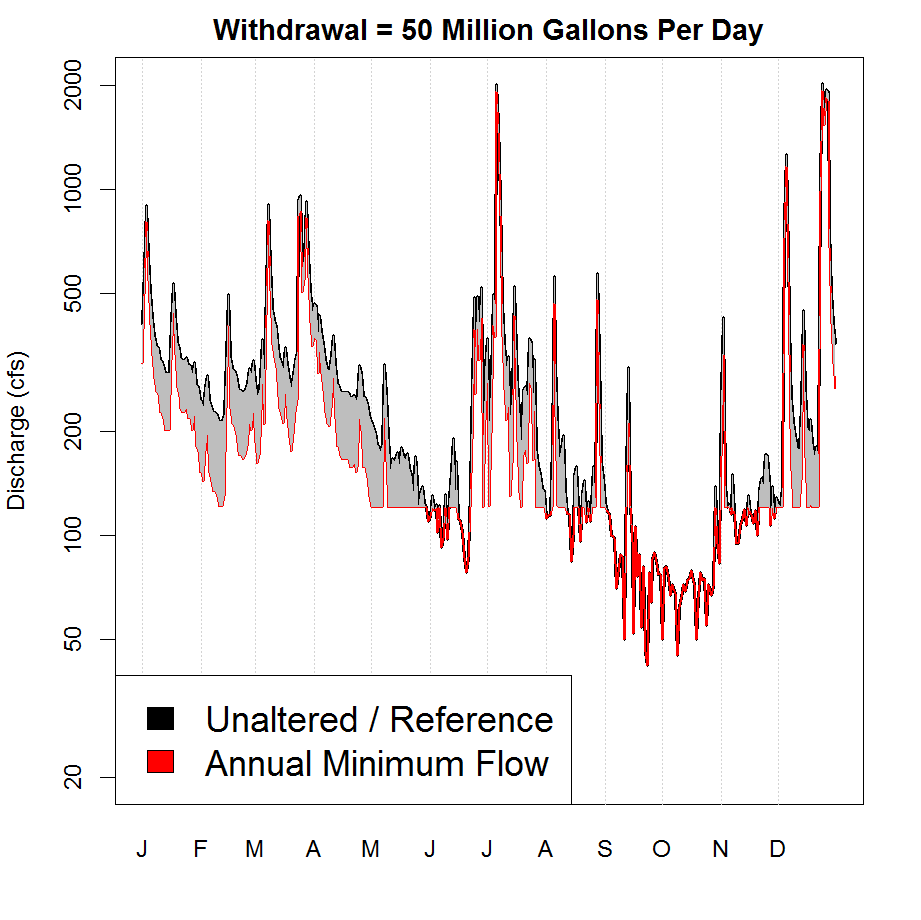 Withdrawal = 50 Million Gallons Per Day
Discharge (cfs)
2000
1000
500
200
100
50
20
Unaltered / Reference
Annual Minimum Flow
J F M A M J J A S O N D